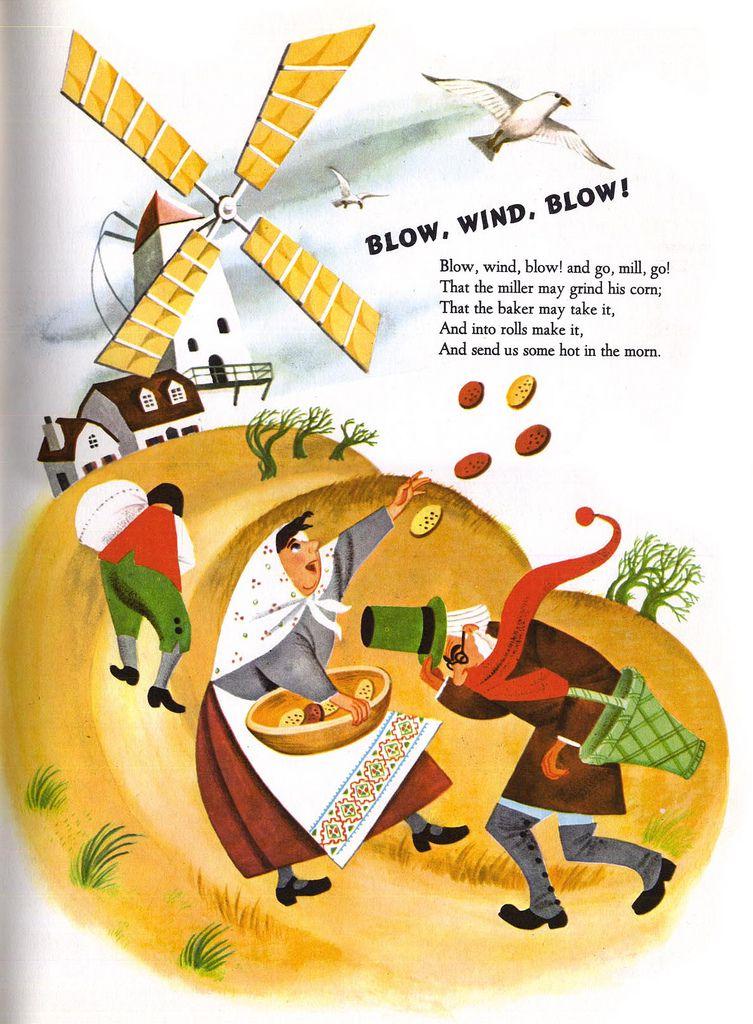 BLOW, WIND, BLOW!
Blow, wind, blow! and go, mill, go!
That the miller may grind his corn;
That the baker may take it,
And into rolls make it,
And send us some hot in the morn.